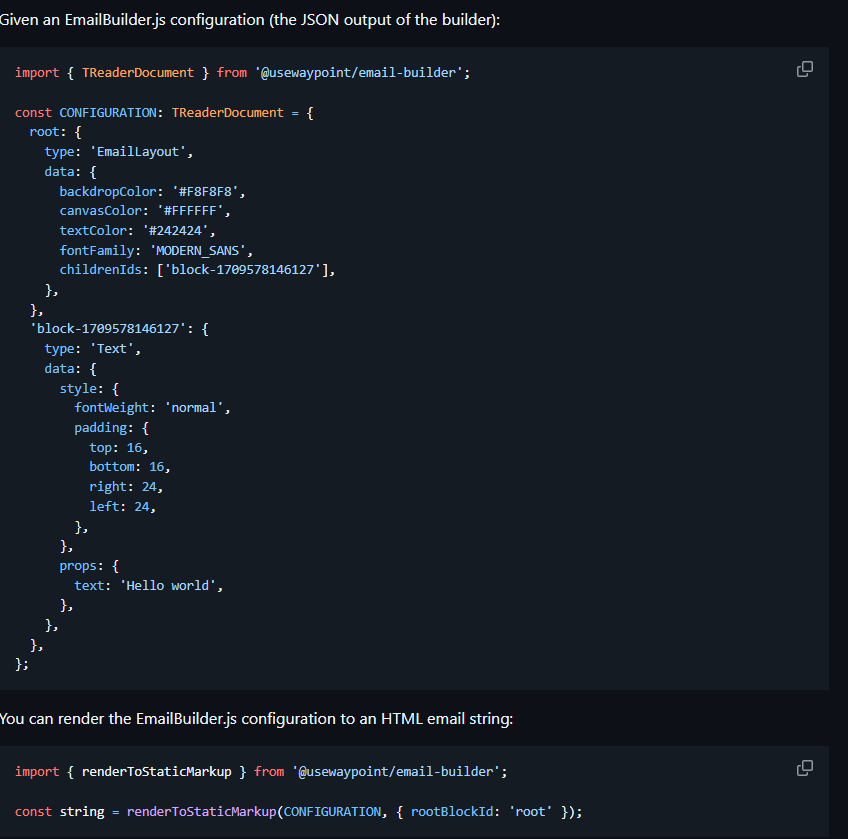 Given an EmailBuilder.js configuration (the JSON output of the builder):
import { TReaderDocument } from '@usewaypoint/email-builder';
const CONFIGURATION: TReaderDocument = {
  root: {
    type: 'EmailLayout',
    data: {
      backdropColor: '#F8F8F8',
      canvasColor: '#FFFFFF',
      textColor: '#242424',
      fontFamily: 'MODERN_SANS',
      childrenIds: ['block-1709578146127'],
    },
  },
  'block-1709578146127': {
    type: 'Text',
    data: {
      style: {
        fontWeight: 'normal',
        padding: {
          top: 16,
          bottom: 16,
          right: 24,
          left: 24,
        },
      },
      props: {
        text: 'Hello world',
      },
    },
  },
};
You can render the EmailBuilder.js configuration to an HTML email string:
import { renderToStaticMarkup } from '@usewaypoint/email-builder';
const string = renderToStaticMarkup(CONFIGURATION, { rootBlockId: 'root' });